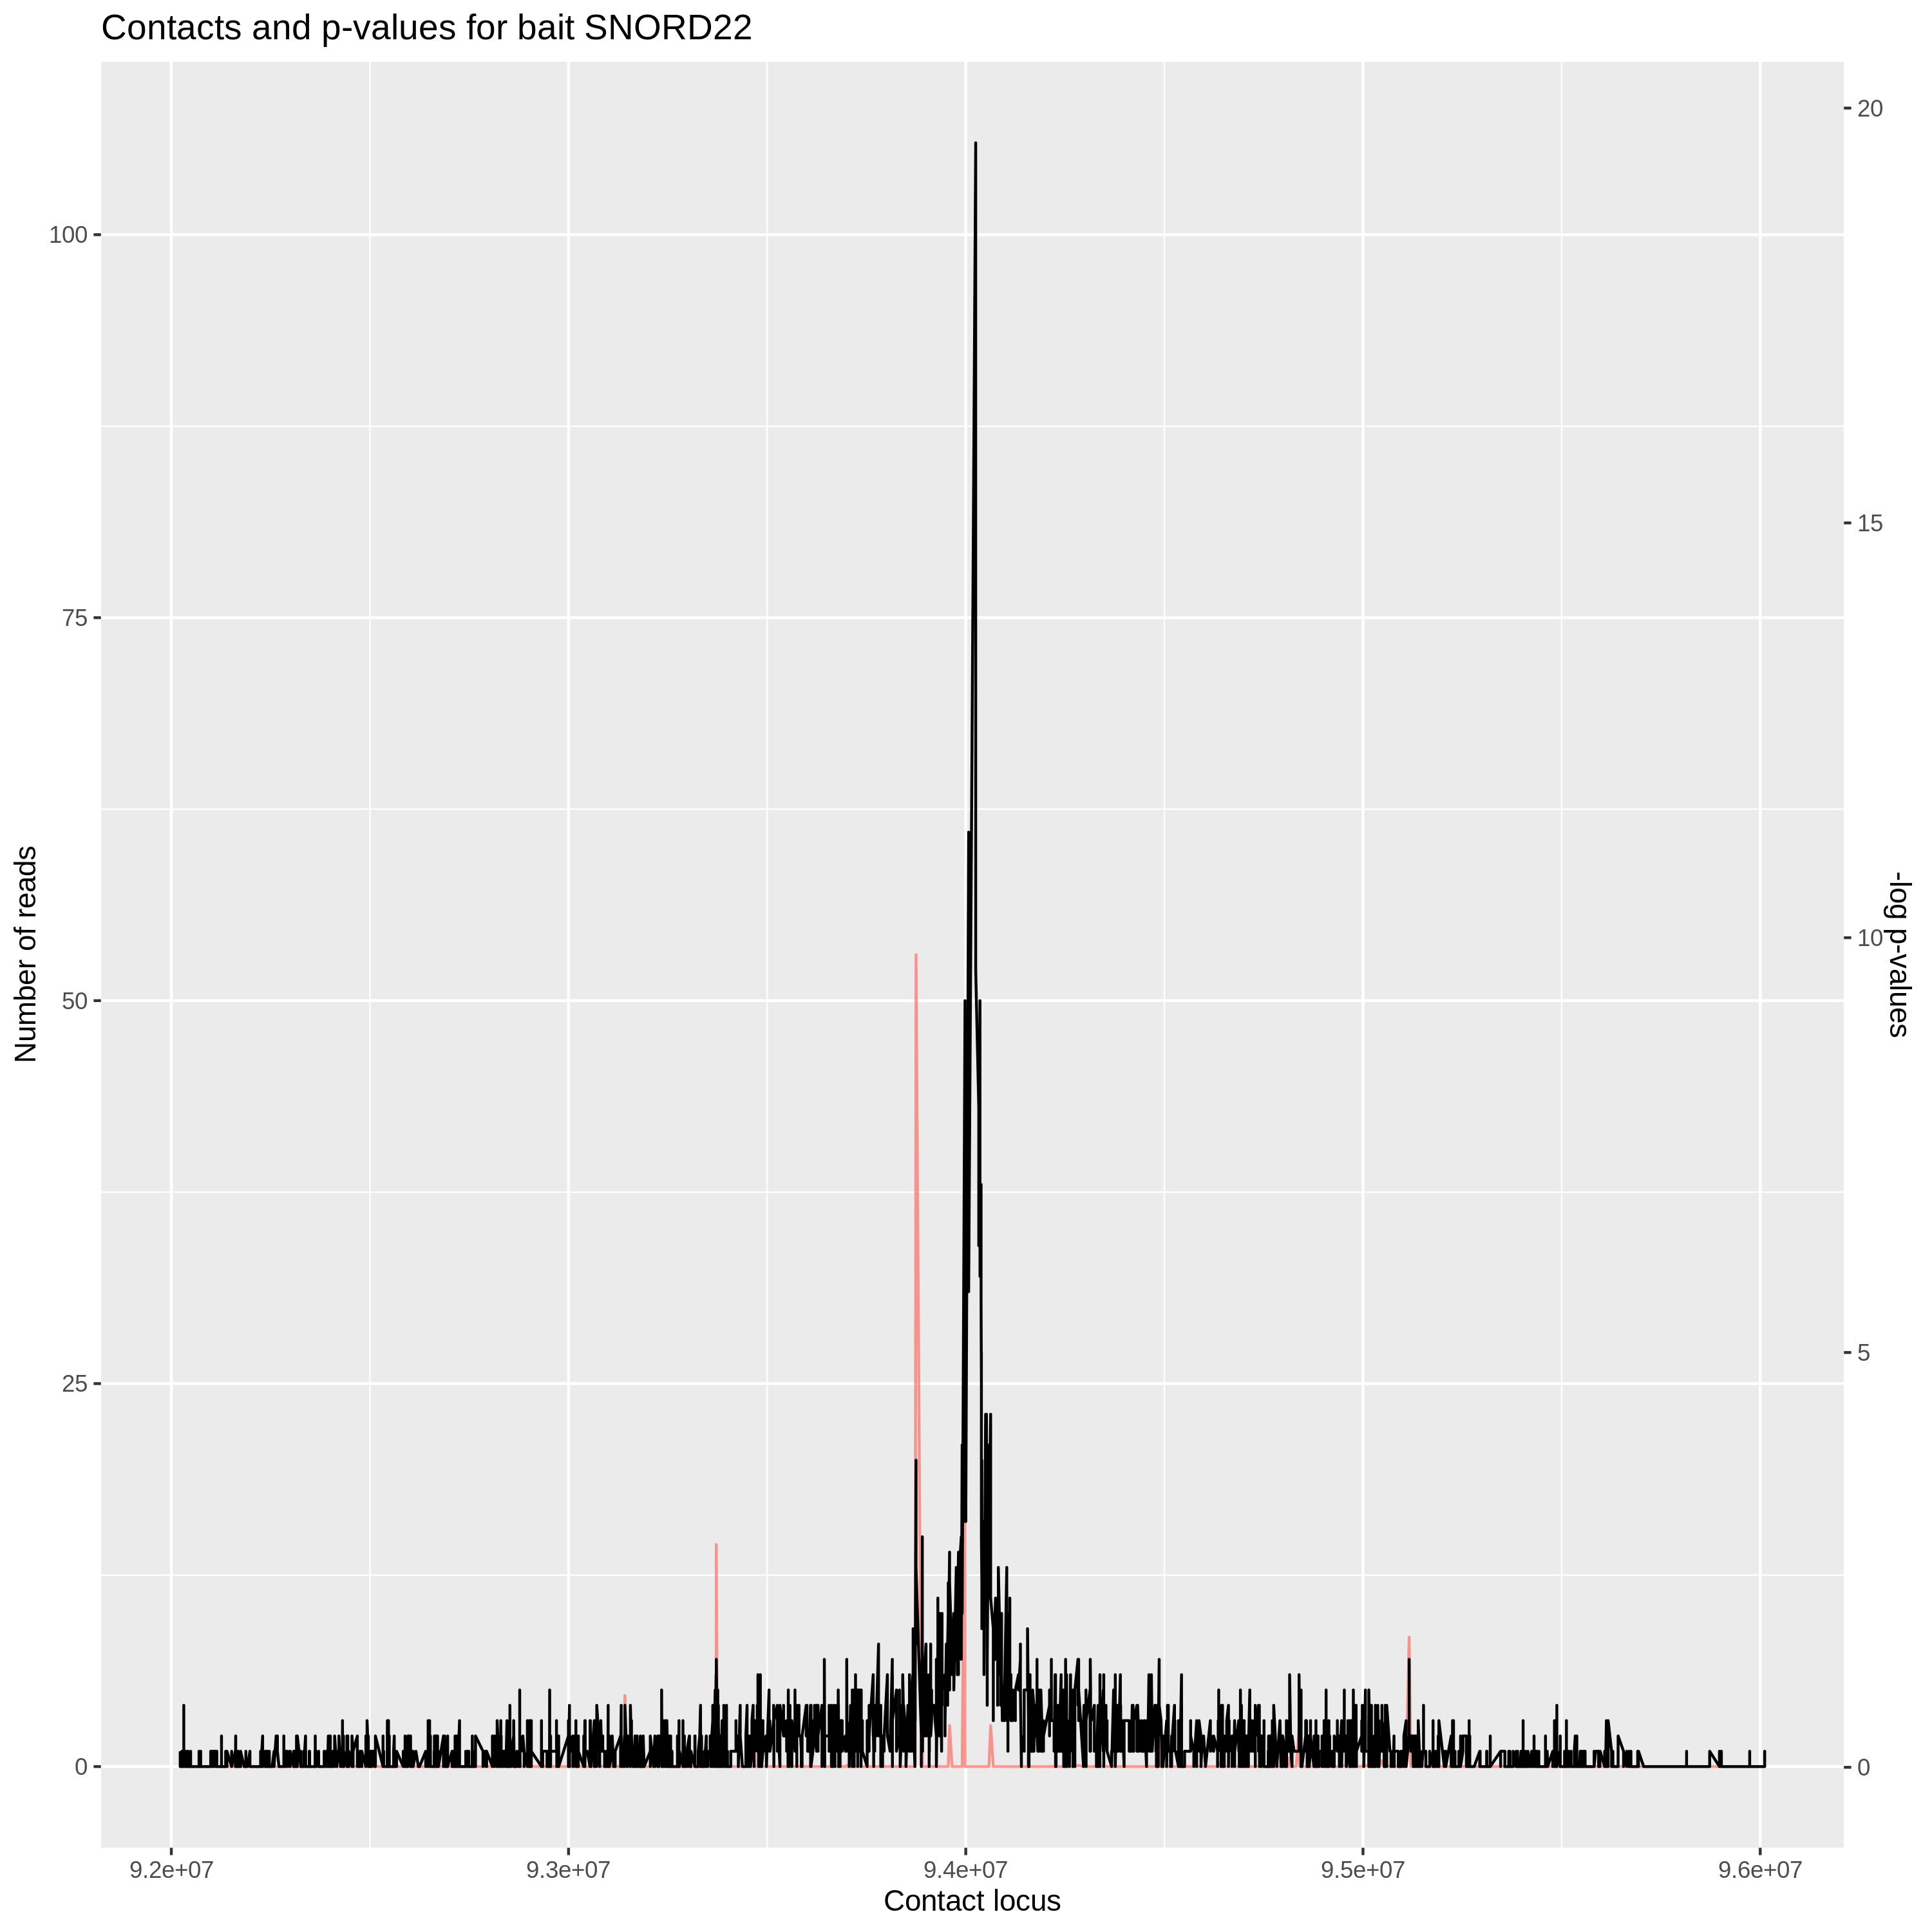 Contacts and p-values for bait SNORD22
Number of reads
100
75
50
25
0
20
15
10
5
0
-log p-values
9.2e+07 9.3e+07 9.4e+07 9.5e+07 9.6e+07
Contact locus